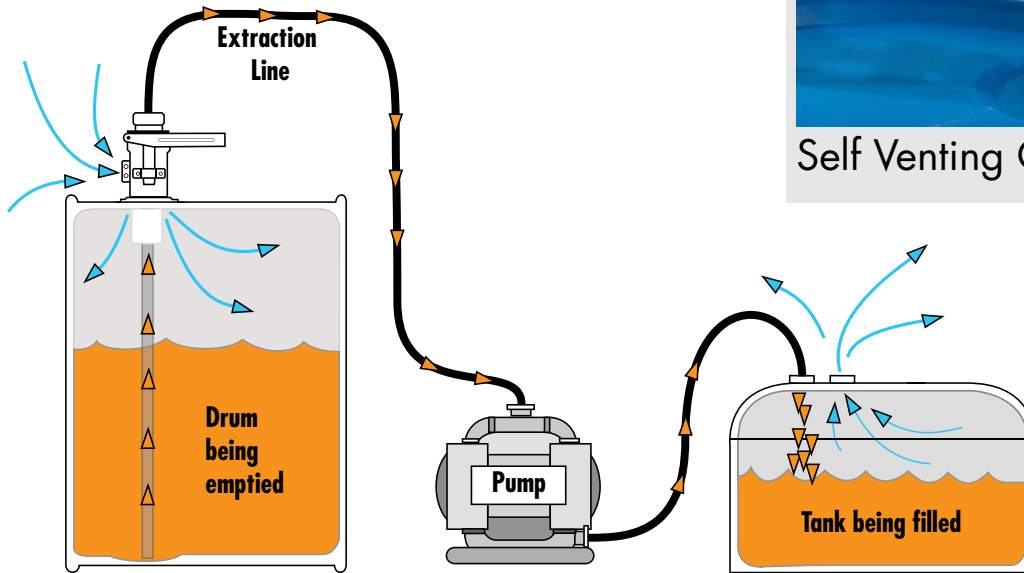 Extraction
Line
Self Venting
Drum
being
emptied
Pump
Tank being filled